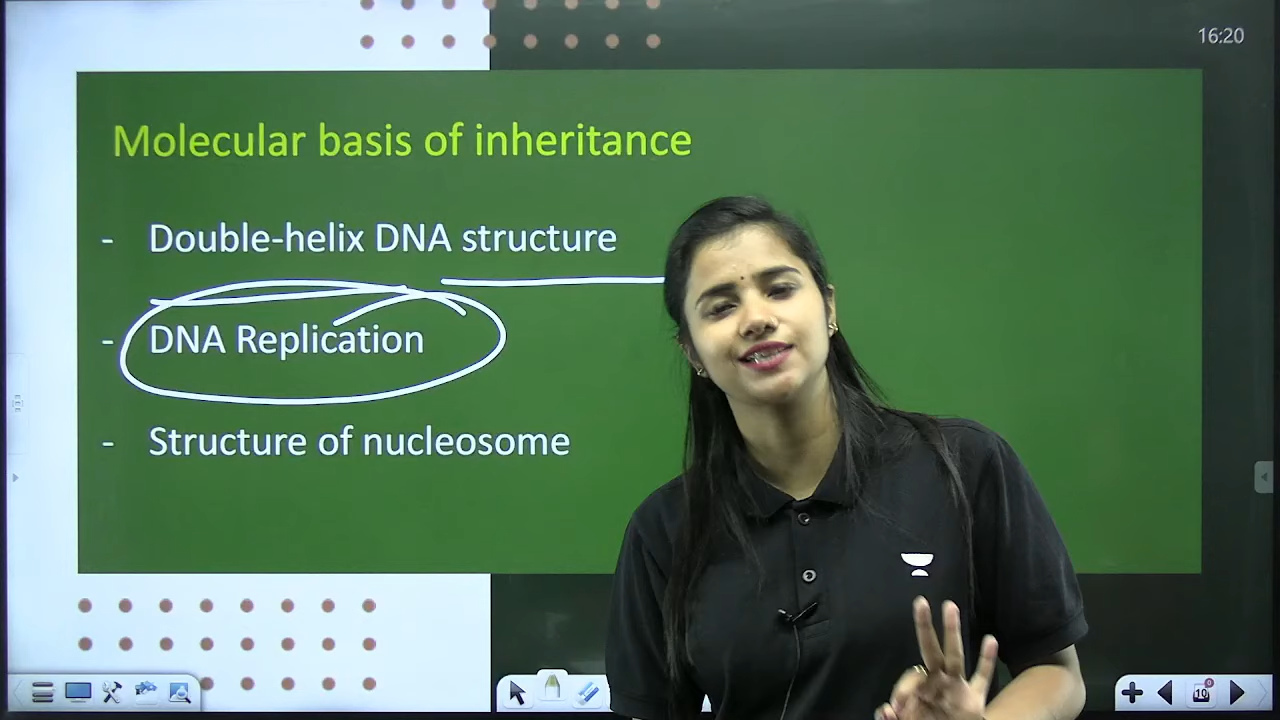 16:20
Molecular basis of inheritance
- Double-helix DNA structure
- DNA Replication
- Structure of nucleosome
10